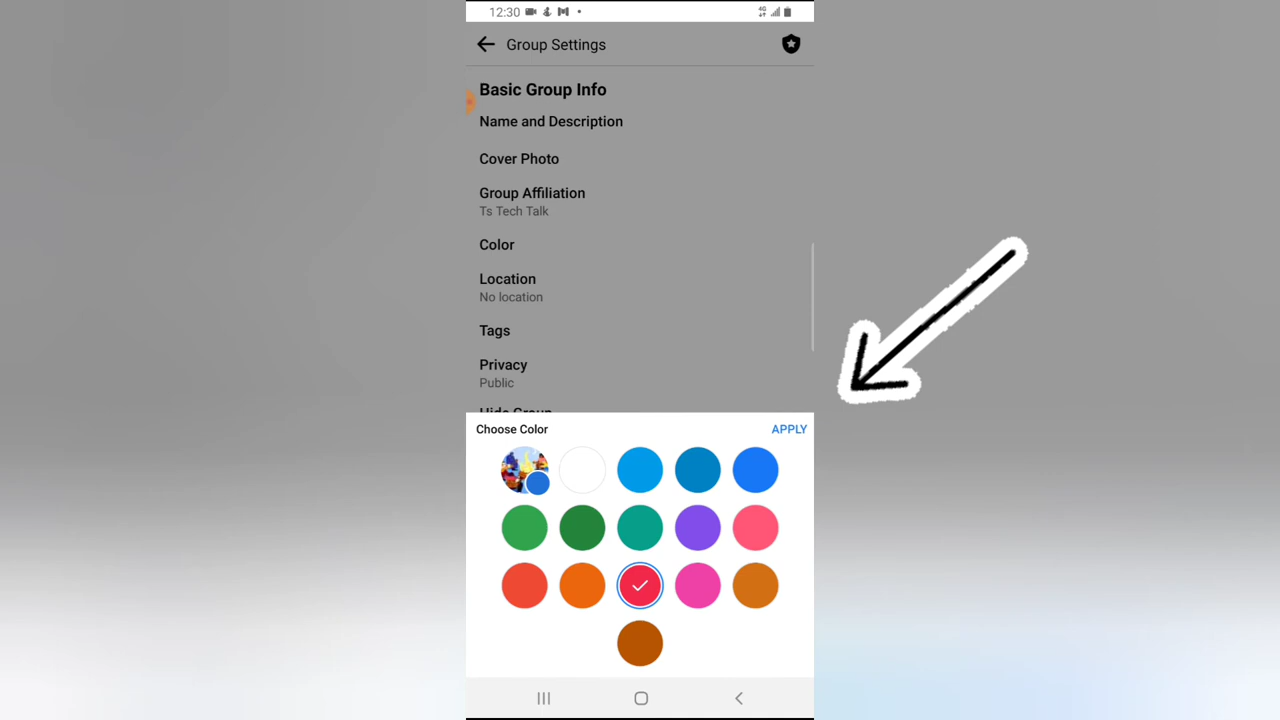 12:30
4G
Group Settings
Basic Group Info
Name and Description
Cover Photo
Group Affiliation
Ts Tech Talk
Color
Location
No location
Tags
Privacy
Public
Hide Group
Choose Color
APPLY